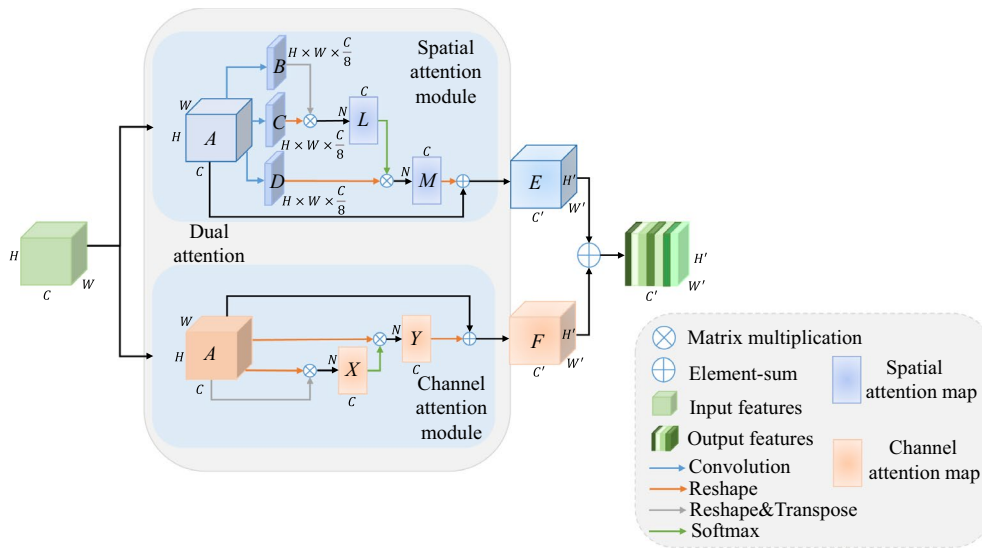 H
C
W
Dual
attention
Spatial
attention
module
W
H
A
C
B
H × W × C/8
C
H × W × C/8
D
H × W × C/8
N
C
L
N
C
M
E
H'
W'
C'
W
H
A
C
N
X
C
N
Y
C
Channel
attention
module
F
H'
W'
C'
H'
W'
C'
Matrix multiplication
Element-sum
Input features
Output features
Convolution
Reshape
Reshape&Transpose
Softmax
Spatial
attention map
Channel
attention map